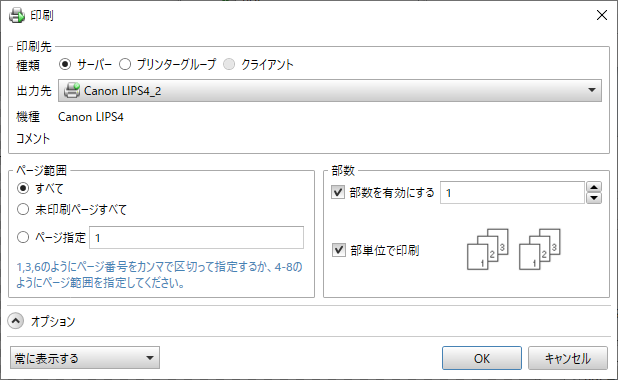 印刷
印刷先
種類 サーバー プリンターグループ クライアント
出力先 Canon LIPS4_2
機種 Canon LIPS4
コメント
ページ範囲
すべて
未印刷ページすべて
ページ指定 1
1,3,6のようにページ番号をカンマで区切って指定するか、4-8の
ようにページ範囲を指定してください。
部数
部数を有効にする 1
部単位で印刷
1 2 3 1 2 3
オプション
常に表示する OK キャンセル